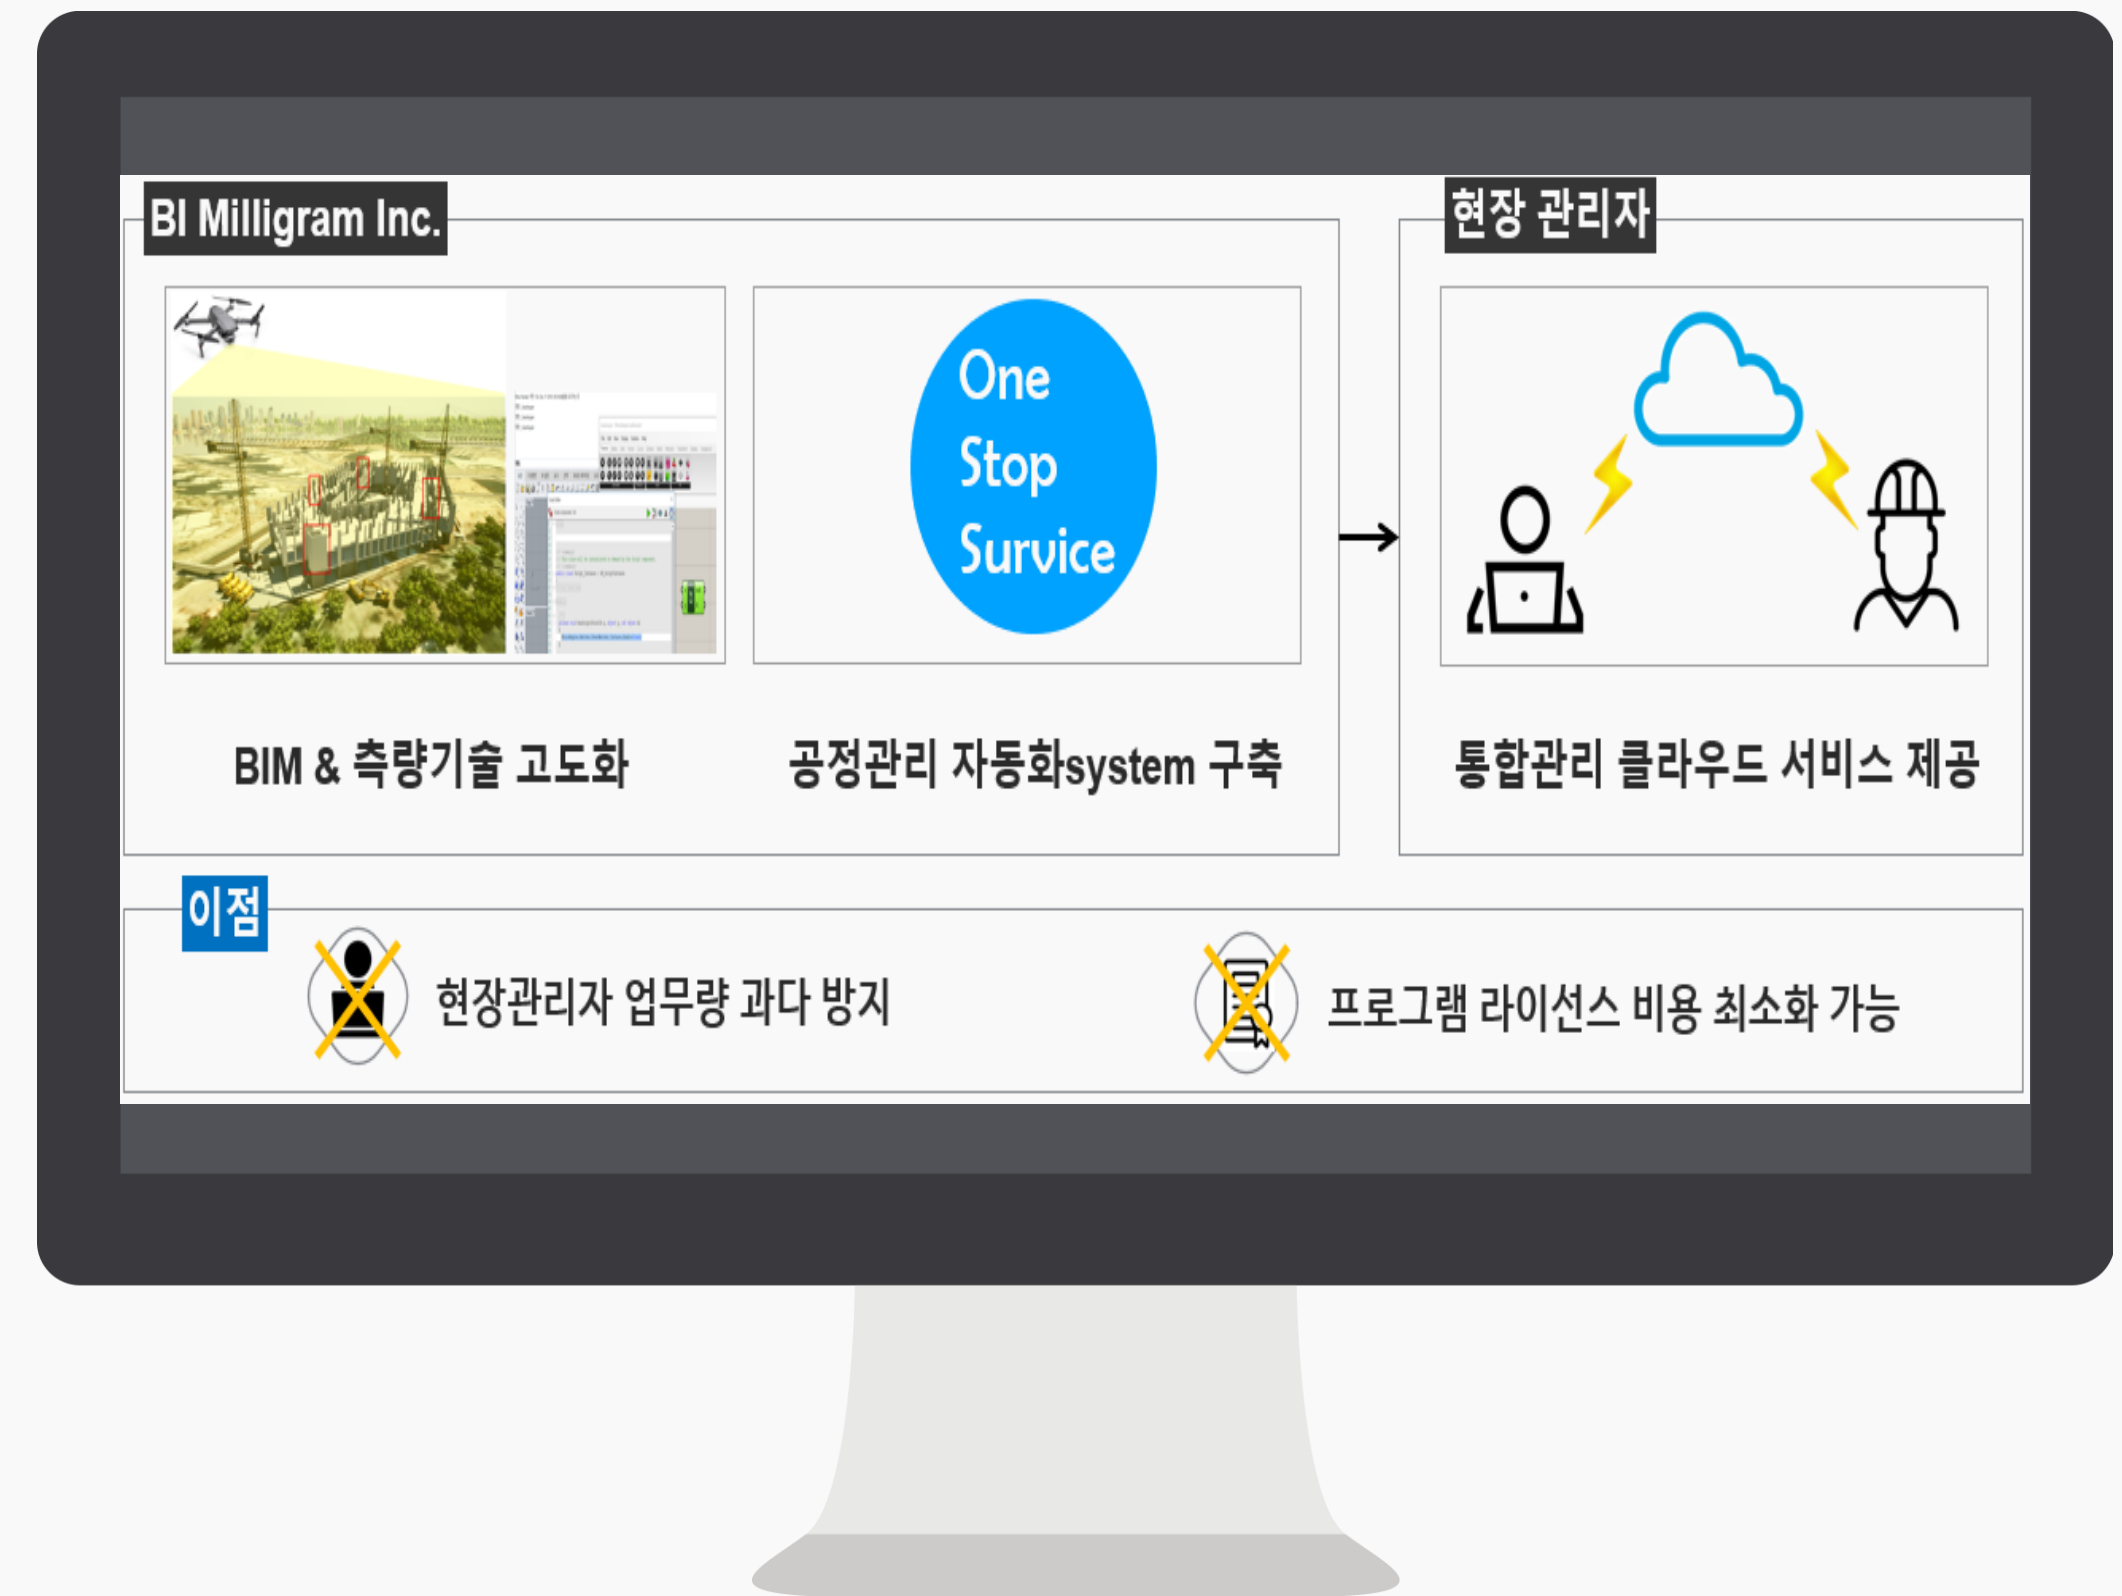 BI Milligram Inc.
현장 관리자
One
Stop
Survice
BIM & 측량기술 고도화
공정관리 자동화system 구축
통합관리 클라우드 서비스 제공
이점
현장관리자 업무량 과다 방지
프로그램 라이선스 비용 최소화 가능